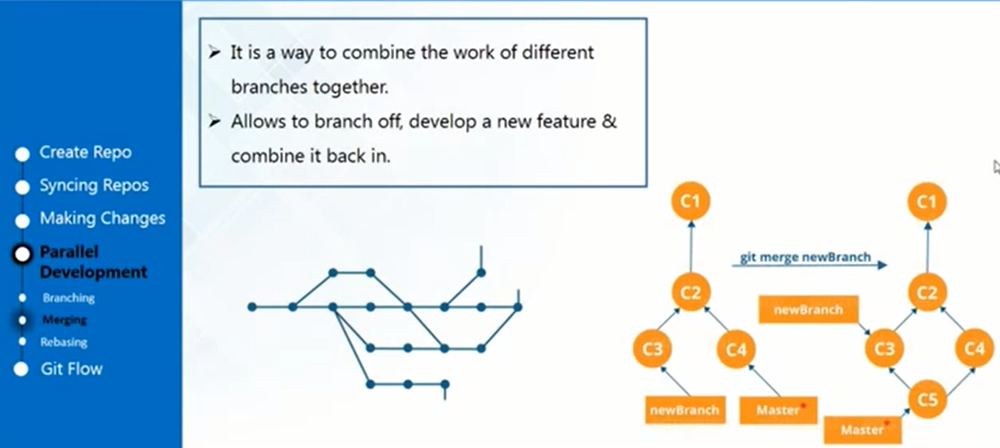 Create Repo
Syncing Repos
Making Changes
Parallel
Development
Branching
Merging
Rebasing
Git Flow
➤ It is a way to combine the work of different
branches together.
➤ Allows to branch off, develop a new feature &
combine it back in.
C1
C2
C3
C4
newBranch
Master*
git merge newBranch
C1
C2
newBranch
C3
C4
C5
Master*